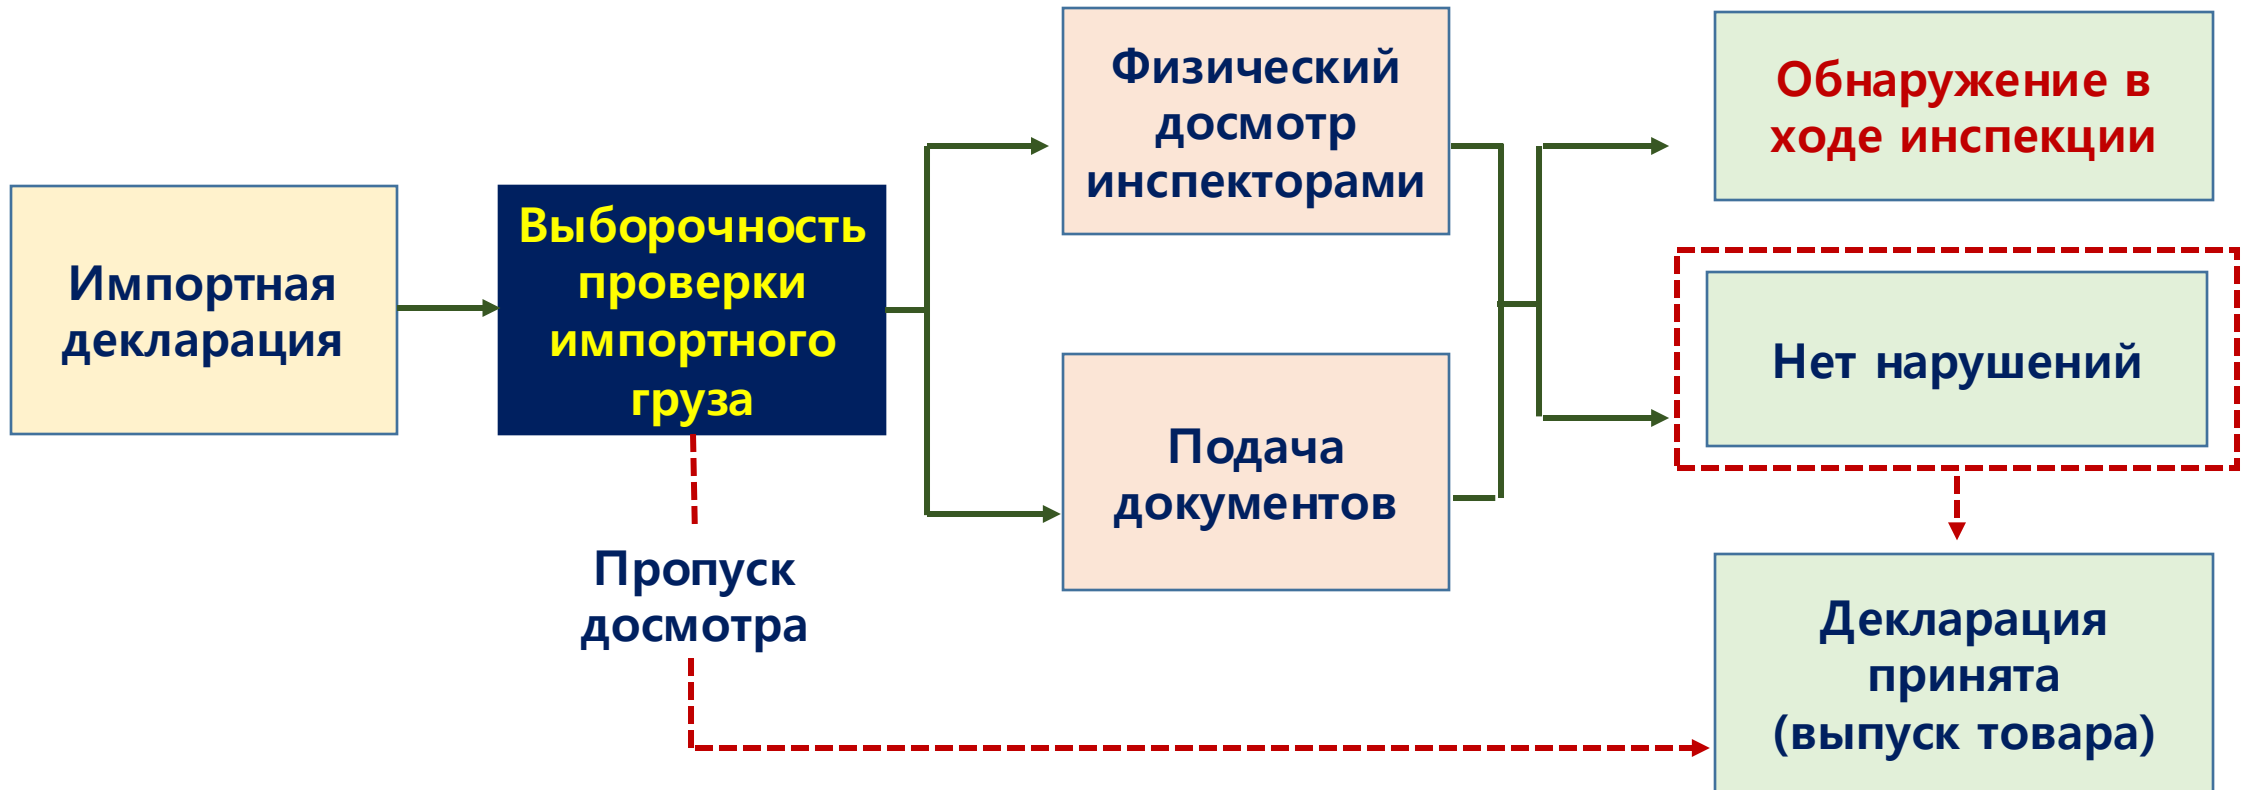 Импортная
декларация
Выборочность
проверки
импортного
груза
Пропуск
досмотра
Физический
досмотр
инспекторами
Подача
документов
Обнаружение в
ходе инспекции
Нет нарушений
Декларация
принята
(выпуск товара)